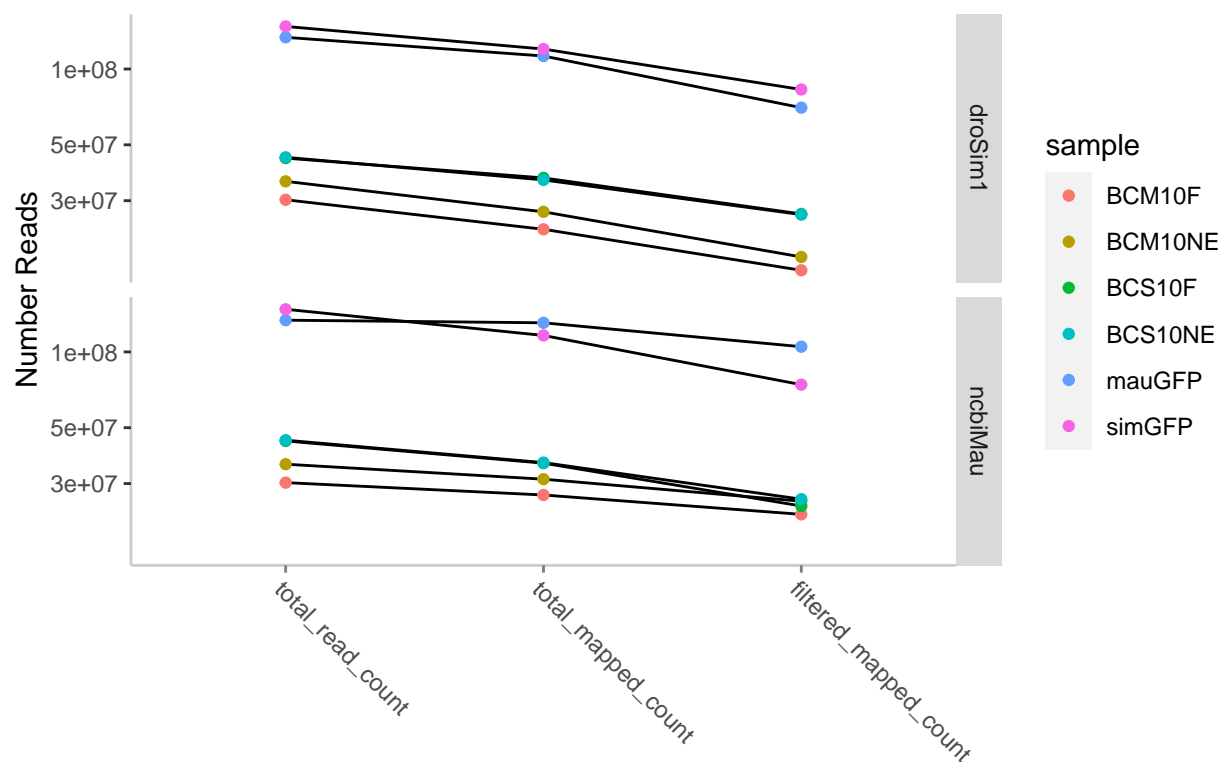 Number Reads
1e+08
5e+07
3e+07
droSim1
1e+08
5e+07
3e+07
ncbiMau
total_read_count
total_mapped_count
filtered_mapped_count
sample
BCM10F
BCM10NE
BCS10F
BCS10NE
mauGFP
simGFP